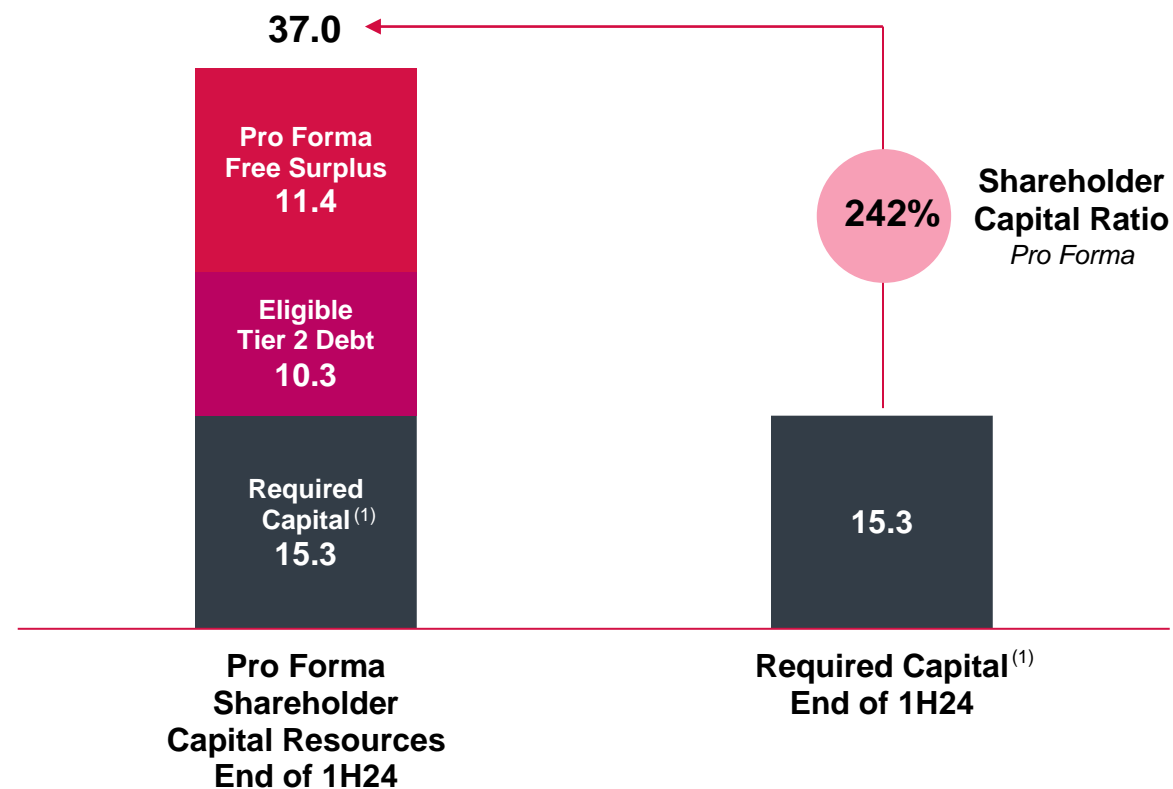 37.0
Pro Forma
Free Surplus
11.4
Eligible
Tier 2 Debt
10.3
Required
Capital (1)
15.3
242%
Shareholder
Capital Ratio
Pro Forma
15.3
Pro Forma
Shareholder
Capital Resources
End of 1H24
Required Capital (1)
End of 1H24